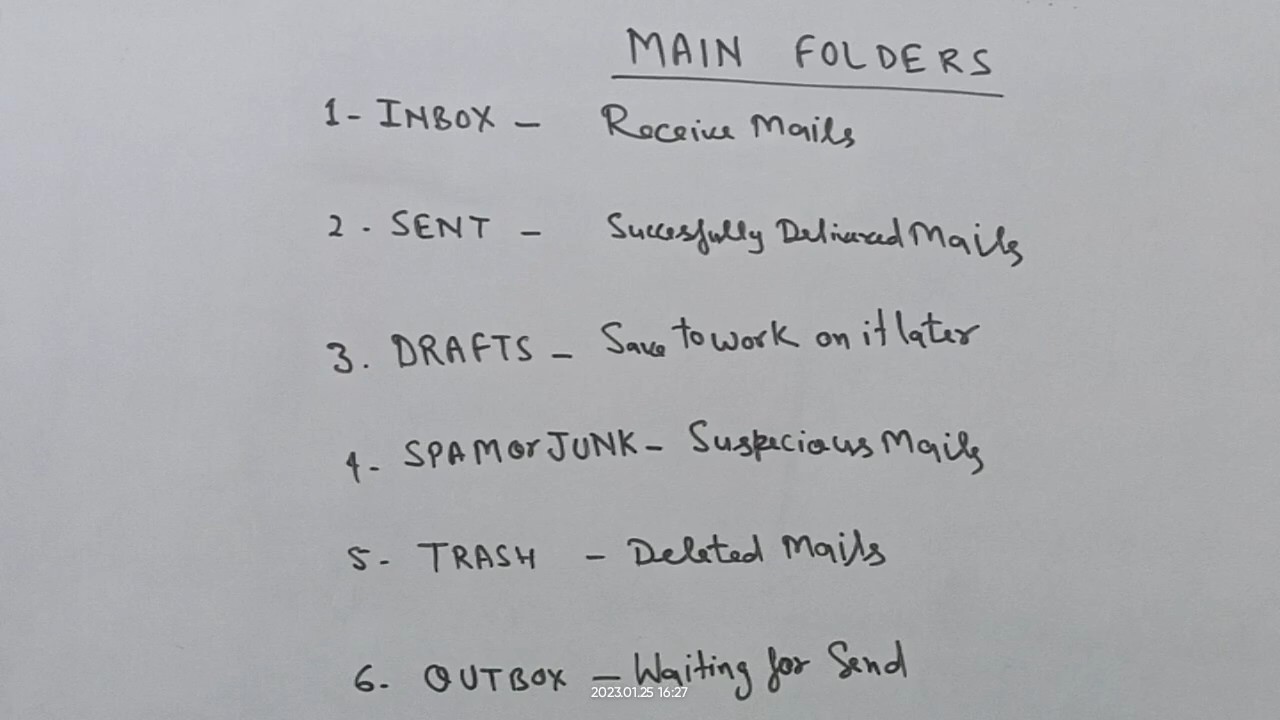 MAIN FOLDERS
1- INBOX - Receive Mails
2. SENT - Succesfully Delivered Mails
3. DRAFTS - Save to work on it later
4- SPAM or JUNK - Suspecious Mails
5- TRASH - Deleted Mails
6- OUTBOX - Waiting for Send
2023.01.25 16:27